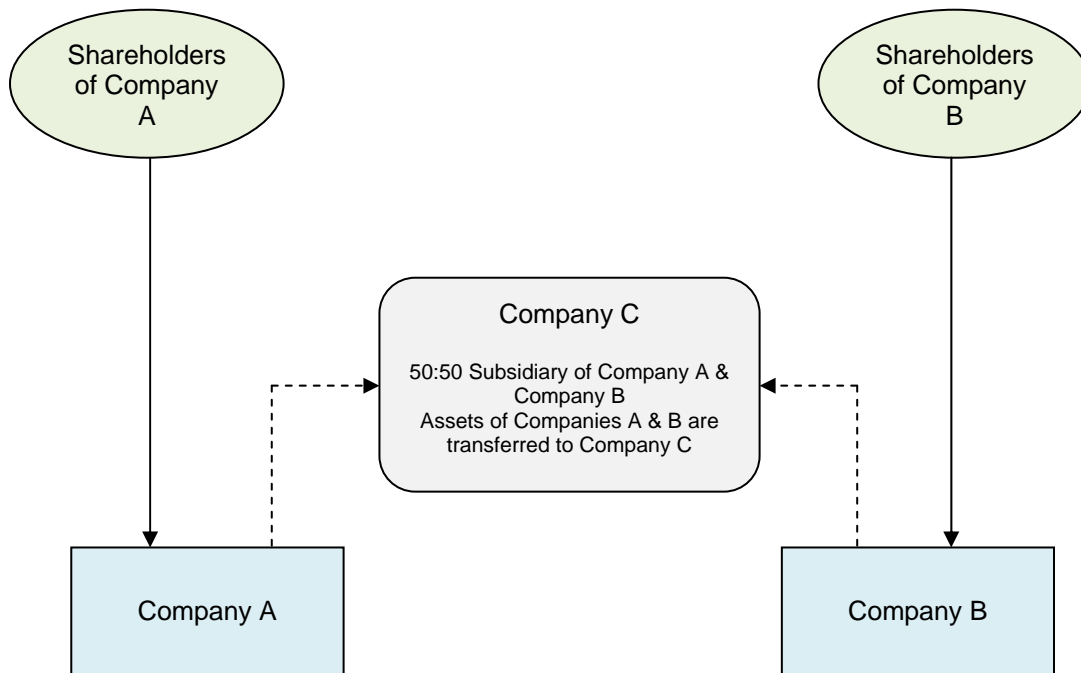 Shareholders
of Company
A
Shareholders
of Company
B
Company C
50:50 Subsidiary of Company A &
Company B
Assets of Companies A & B are
transferred to Company C
Company A
Company B